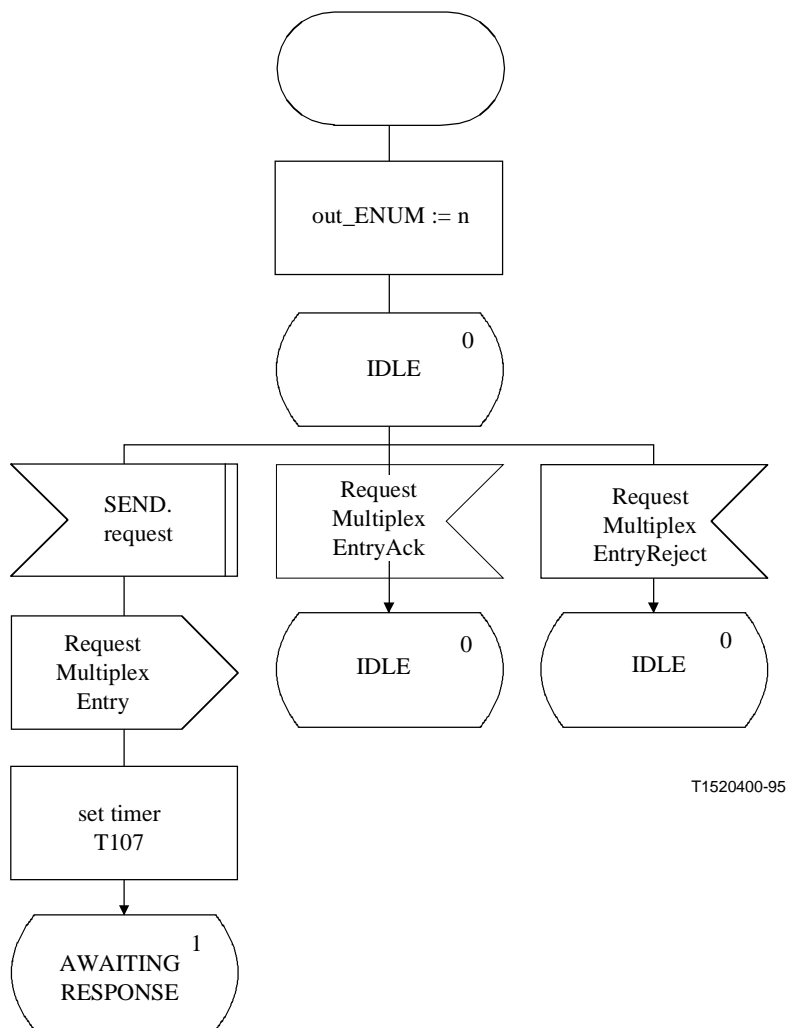 out_ENUM := n
0
IDLE
SEND.
request
Request
Multiplex
EntryAck
Request
Multiplex
EntryReject
Request
Multiplex
Entry
0
IDLE
0
IDLE
set timer
T107
T1520400-95
1
AWAITING
RESPONSE